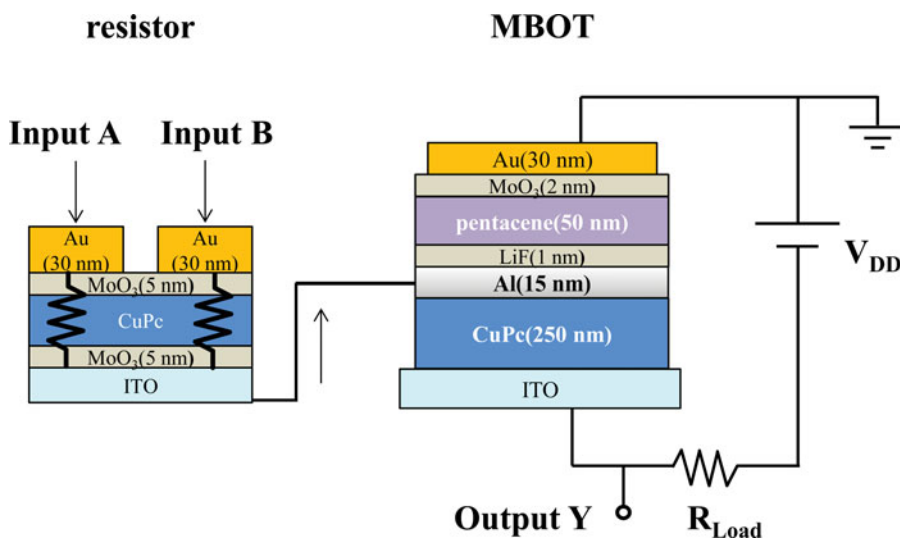 resistor
MBOT
Input A
Input B
Au
(30 nm)
Au
(30 nm)
MoO₃(5 nm)
CuPc
MoO₃(5 nm)
ITO
Au(30 nm)
MoO₃(2 nm)
pentacene(50 nm)
LiF(1 nm)
Al(15 nm)
CuPc(250 nm)
ITO
V_DD
Output Y
R_Load